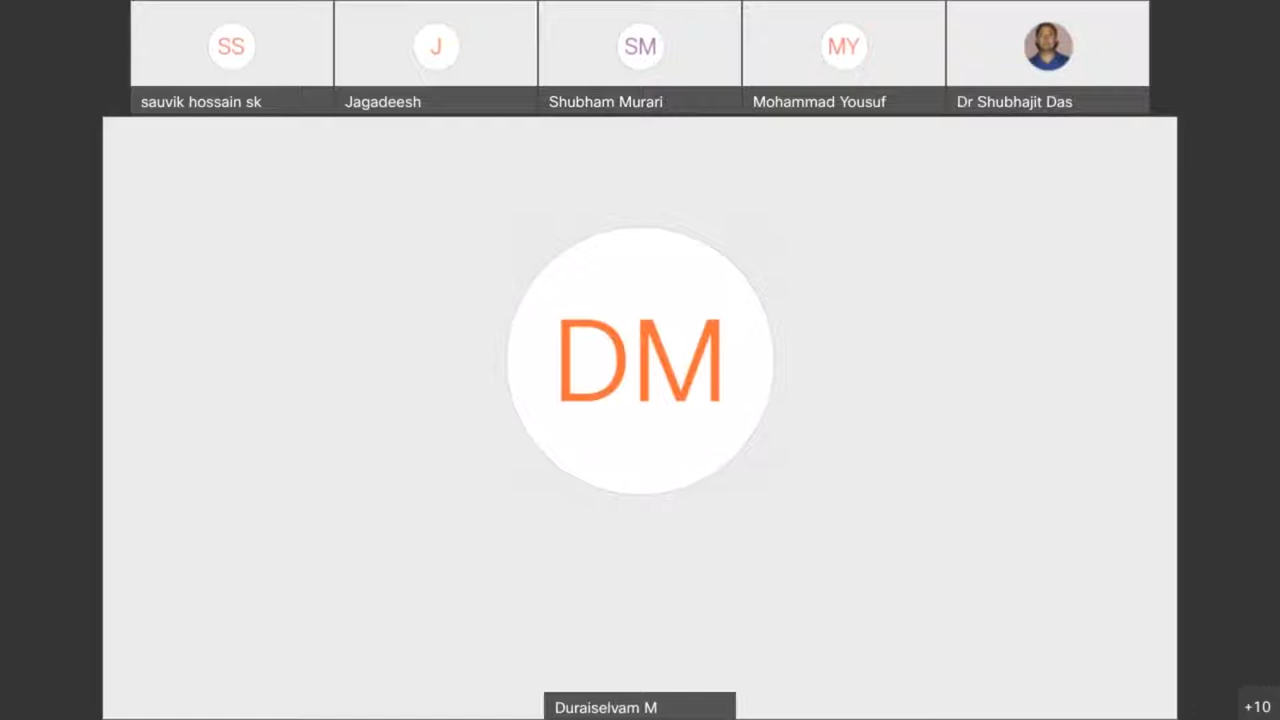 SS
J
SM
MY
sauvik hossain sk
Jagadeesh
Shubham Murari
Mohammad Yousuf
Dr Shubhajit Das
DM
Duraiselvam M
+10